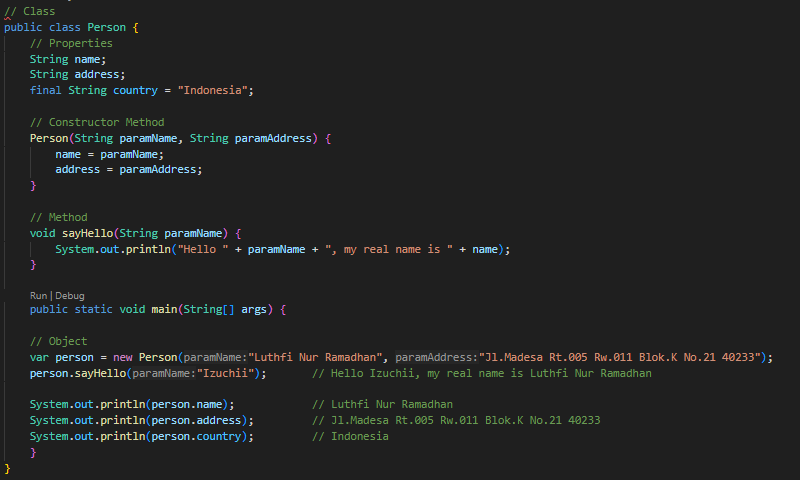 // Class
public class Person {
// Properties
String name;
String address;
final String country = "Indonesia";
// Constructor Method
Person(String paramName, String paramAddress) {
name = paramName;
address = paramAddress;
}
// Method
void sayHello(String paramName) {
System.out.println("Hello " + paramName + ", my real name is " + name);
}
Run | Debug
public static void main(String[] args) {
// Object
var person = new Person(paramName:"Luthfi Nur Ramadhan", paramAddress:"Jl.Madesa Rt.005 Rw.011 Blok.K No.21 40233");
person.sayHello(paramName:"Izuchii"); // Hello Izuchii, my real name is Luthfi Nur Ramadhan
System.out.println(person.name); // Luthfi Nur Ramadhan
System.out.println(person.address); // Jl.Madesa Rt.005 Rw.011 Blok.K No.21 40233
System.out.println(person.country); // Indonesia
}
}